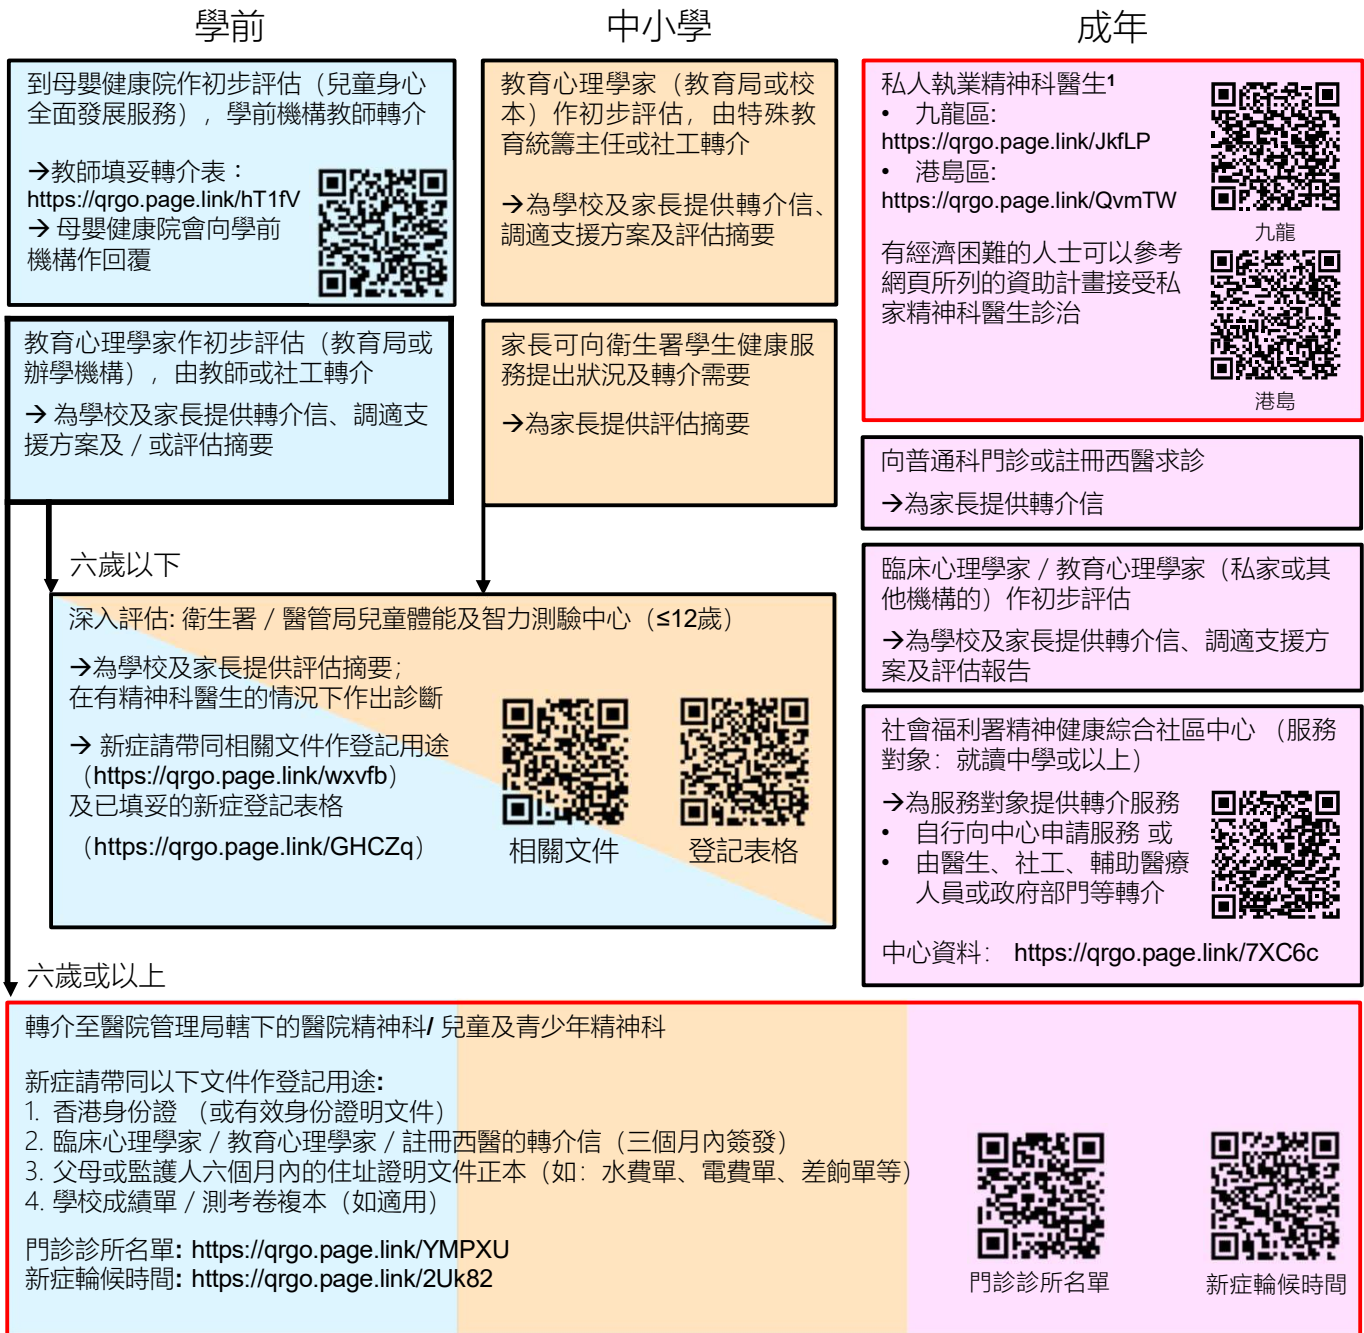 學前
中小學
成年
到母嬰健康院作初步評估（兒童身心
全面發展服務），學前機構教師轉介
→教師填妥轉介表：
https://qrgo.page.link/hT1fV
→ 母嬰健康院會向學前
機構作回覆
教育心理學家作初步評估（教育局或
辦學機構），由教師或社工轉介
→ 為學校及家長提供轉介信、調適支
援方案及 / 或評估摘要
教育心理學家（教育局或校
本）作初步評估，由特殊教
育統籌主任或社工轉介
→為學校及家長提供轉介信、
調適支援方案及評估摘要
家長可向衛生署學生健康服
務提出狀況及轉介需要
→為家長提供評估摘要
私人執業精神科醫生¹
• 九龍區:
https://qrgo.page.link/JkfLP
• 港島區:
https://qrgo.page.link/QvmTW
九龍
有經濟困難的人士可以參考
網頁所列的資助計畫接受私
家精神科醫生診治
港島
向普通科門診或註冊西醫求診
→為家長提供轉介信
臨床心理學家 / 教育心理學家（私家或其
他機構的）作初步評估
→為學校及家長提供轉介信、調適支援方
案及評估報告
社會福利署精神健康綜合社區中心 （服務
對象：就讀中學或以上）
→為服務對象提供轉介服務
• 自行向中心申請服務 或
• 由醫生、社工、輔助醫療
人員或政府部門等轉介
中心資料： https://qrgo.page.link/7XC6c
六歲以下
深入評估: 衛生署 / 醫管局兒童體能及智力測驗中心（≤12歲）
→為學校及家長提供評估摘要；
在有精神科醫生的情況下作出診斷
→ 新症請帶同相關文件作登記用途
（https://qrgo.page.link/wxvfb）
及已填妥的新症登記表格
（https://qrgo.page.link/GHCZq）
相關文件
登記表格
六歲或以上
轉介至醫院管理局轄下的醫院精神科/ 兒童及青少年精神科
新症請帶同以下文件作登記用途:
1. 香港身份證 （或有效身份證明文件）
2. 臨床心理學家 / 教育心理學家 / 註冊西醫的轉介信（三個月內簽發）
3. 父母或監護人六個月內的住址證明文件正本（如：水費單、電費單、差餉單等）
4. 學校成績單 / 測考卷複本（如適用）
門診診所名單: https://qrgo.page.link/YMPXU
新症輪候時間: https://qrgo.page.link/2Uk82
門診診所名單
新症輪候時間